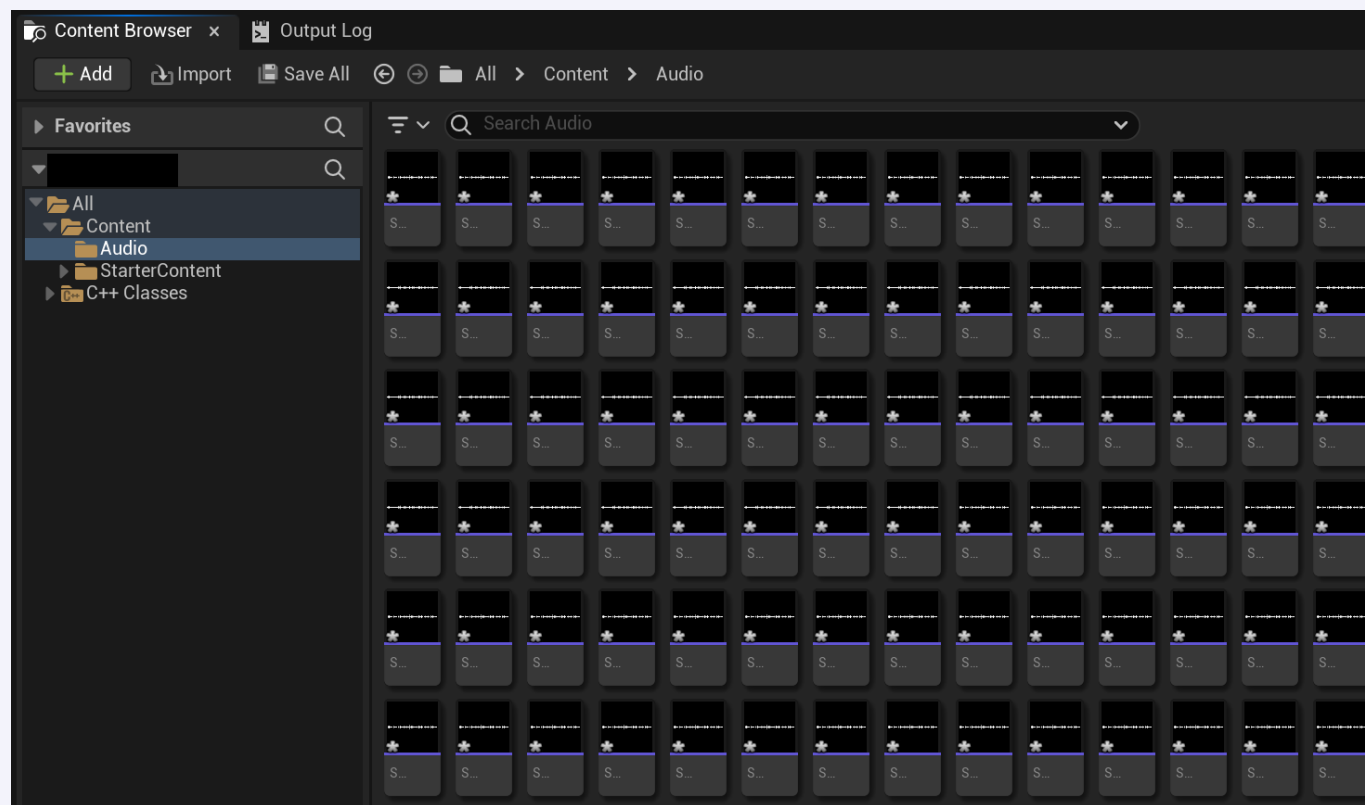 Content Browser × Output Log
Add Import Save All All > Content > Audio
Favorites
Search Audio
All
Content
Audio
StarterContent
C++ Classes
S... S... S... S... S... S... S... S... S... S... S... S... S... S...
S... S... S... S... S... S... S... S... S... S... S... S... S... S...
S... S... S... S... S... S... S... S... S... S... S... S... S... S...
S... S... S... S... S... S... S... S... S... S... S... S... S... S...
S... S... S... S... S... S... S... S... S... S... S... S... S... S...
S... S... S... S... S... S... S... S... S... S... S... S... S... S...